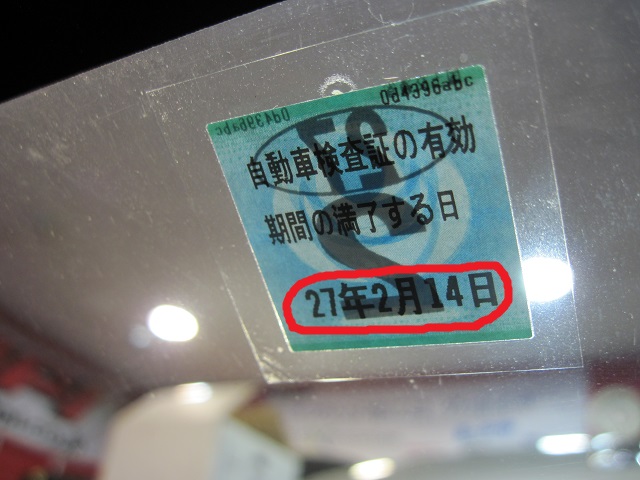 0d4396abc
自動車検査証の有効
期間の満了する日
27年2月14日